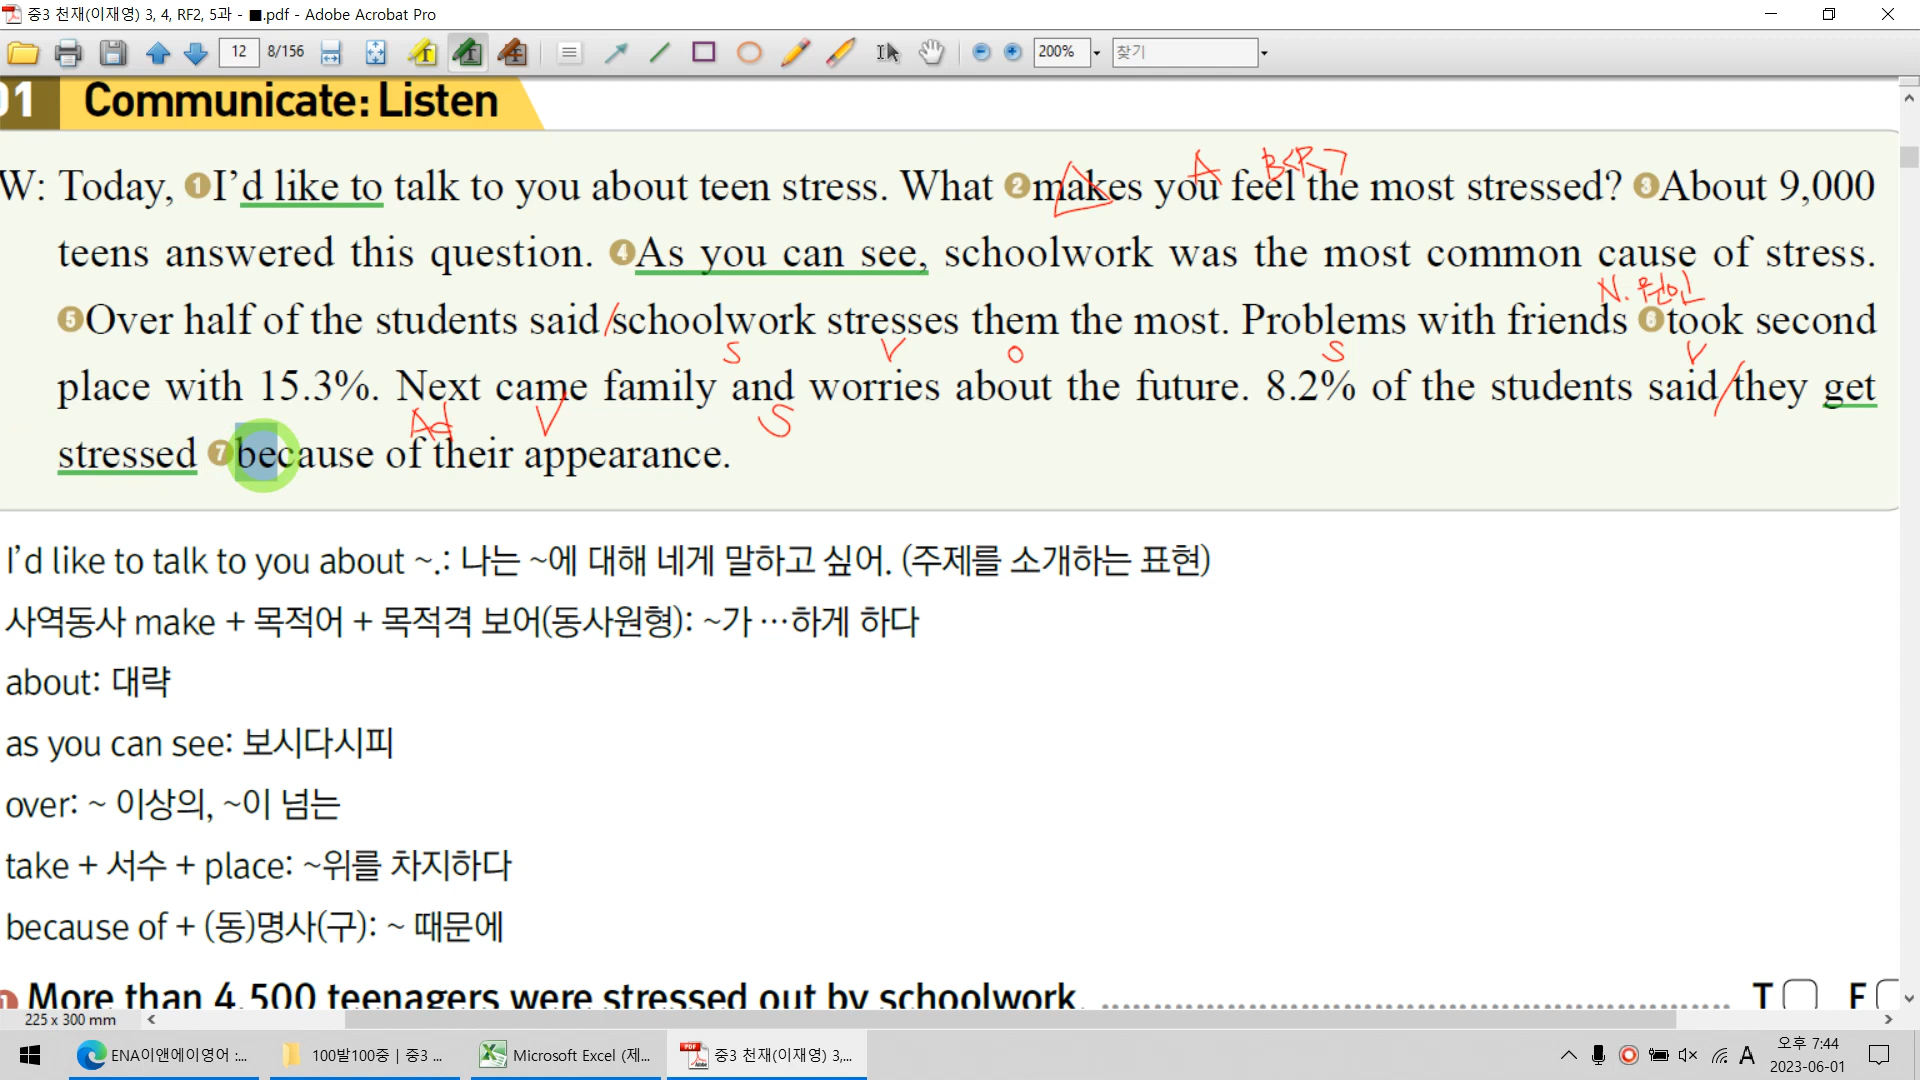 중3 천재(이재영) 3, 4, RF2, 5과 - ■.pdf - Adobe Acrobat Pro
12 8/156 200% 찾기
01 Communicate: Listen
A B<R>
W: Today, ❶I’d like to talk to you about teen stress. What ❷makes you feel the most stressed? ❸About 9,000
teens answered this question. ❹As you can see, schoolwork was the most common cause of stress.
N. 원인
❺Over half of the students said/schoolwork stresses them the most. Problems with friends ❻took second
S V O S V
place with 15.3%. Next came family and worries about the future. 8.2% of the students said/they get
Ad V S
stressed ❼because of their appearance.
I’d like to talk to you about ~.: 나는 ~에 대해 네게 말하고 싶어. (주제를 소개하는 표현)
사역동사 make + 목적어 + 목적격 보어(동사원형): ~가 …하게 하다
about: 대략
as you can see: 보시다시피
over: ~ 이상의, ~이 넘는
take + 서수 + place: ~위를 차지하다
because of + (동)명사(구): ~ 때문에
1 More than 4,500 teenagers were stressed out by schoolwork. T F
225 x 300 mm
ENA이앤에이영어 :... 100발100중 | 중3 ... Microsoft Excel (제... 중3 천재(이재영) 3,... A 오후 7:44
2023-06-01